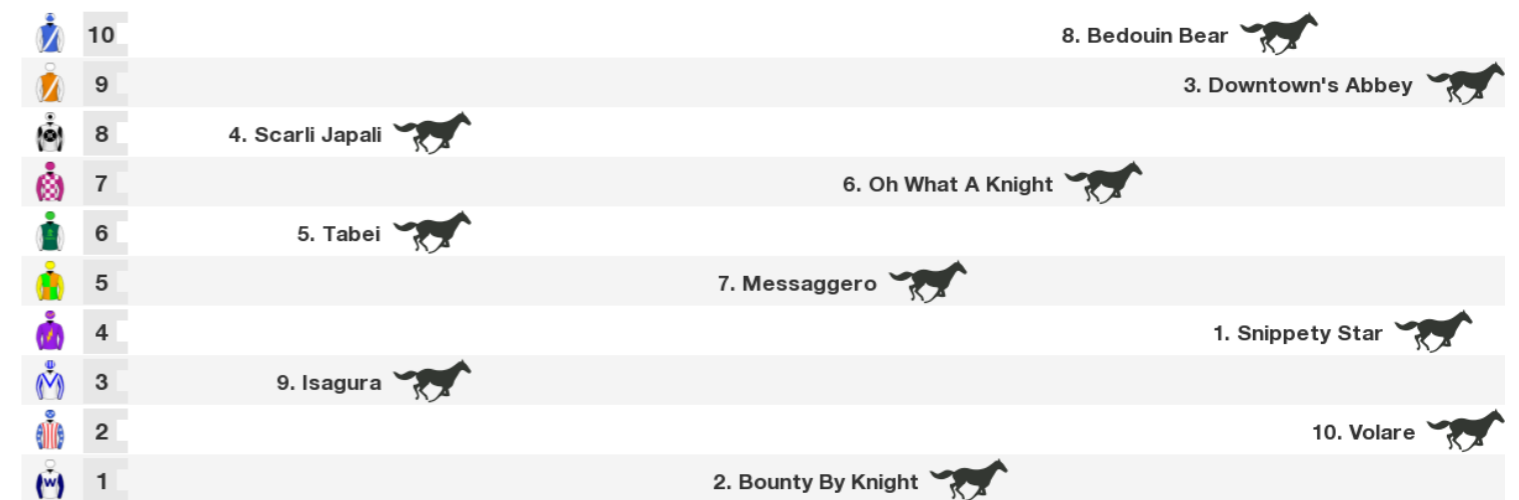 10 8. Bedouin Bear
9 3. Downtown's Abbey
8 4. Scarli Japali
7 6. Oh What A Knight
6 5. Tabei
5 7. Messaggero
4 1. Snippety Star
3 9. Isagura
2 10. Volare
W 1 2. Bounty By Knight